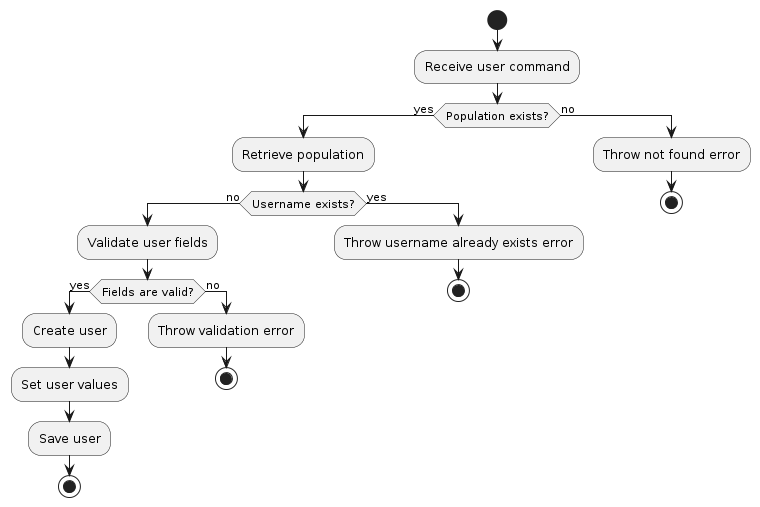 Receive user command
yes
Population exists?
no
Retrieve population
Throw not found error
no
Username exists?
yes
Validate user fields
Throw username already exists error
yes
Fields are valid?
no
Create user
Throw validation error
Set user values
Save user